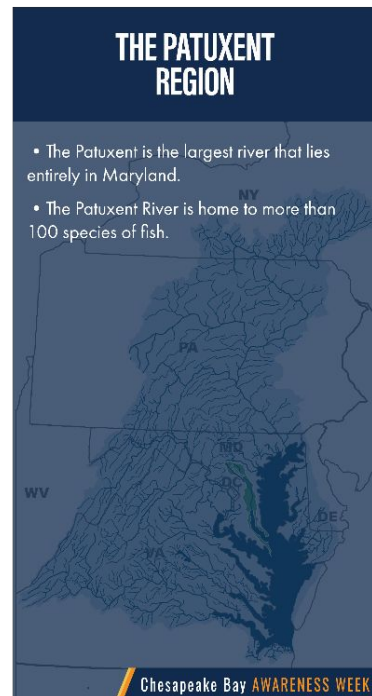 THE PATUXENT
REGION
• The Patuxent is the largest river that lies
entirely in Maryland.
• The Patuxent River is home to more than
100 species of fish.
NY
PA
MD
DC
WV
DE
VA
Chesapeake Bay AWARENESS WEEK